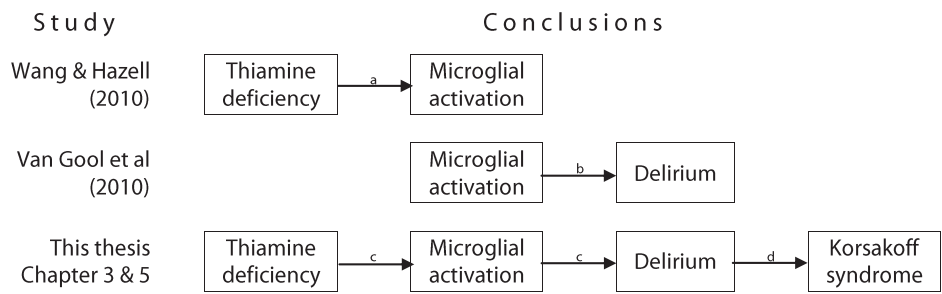 Study Conclusions
Wang & Hazell
(2010)
Thiamine
deficiency
a
Microglial
activation
Van Gool et al
(2010)
Microglial
activation
b
Delirium
This thesis
Chapter 3 & 5
Thiamine
deficiency
c
Microglial
activation
c
Delirium
d
Korsakoff
syndrome